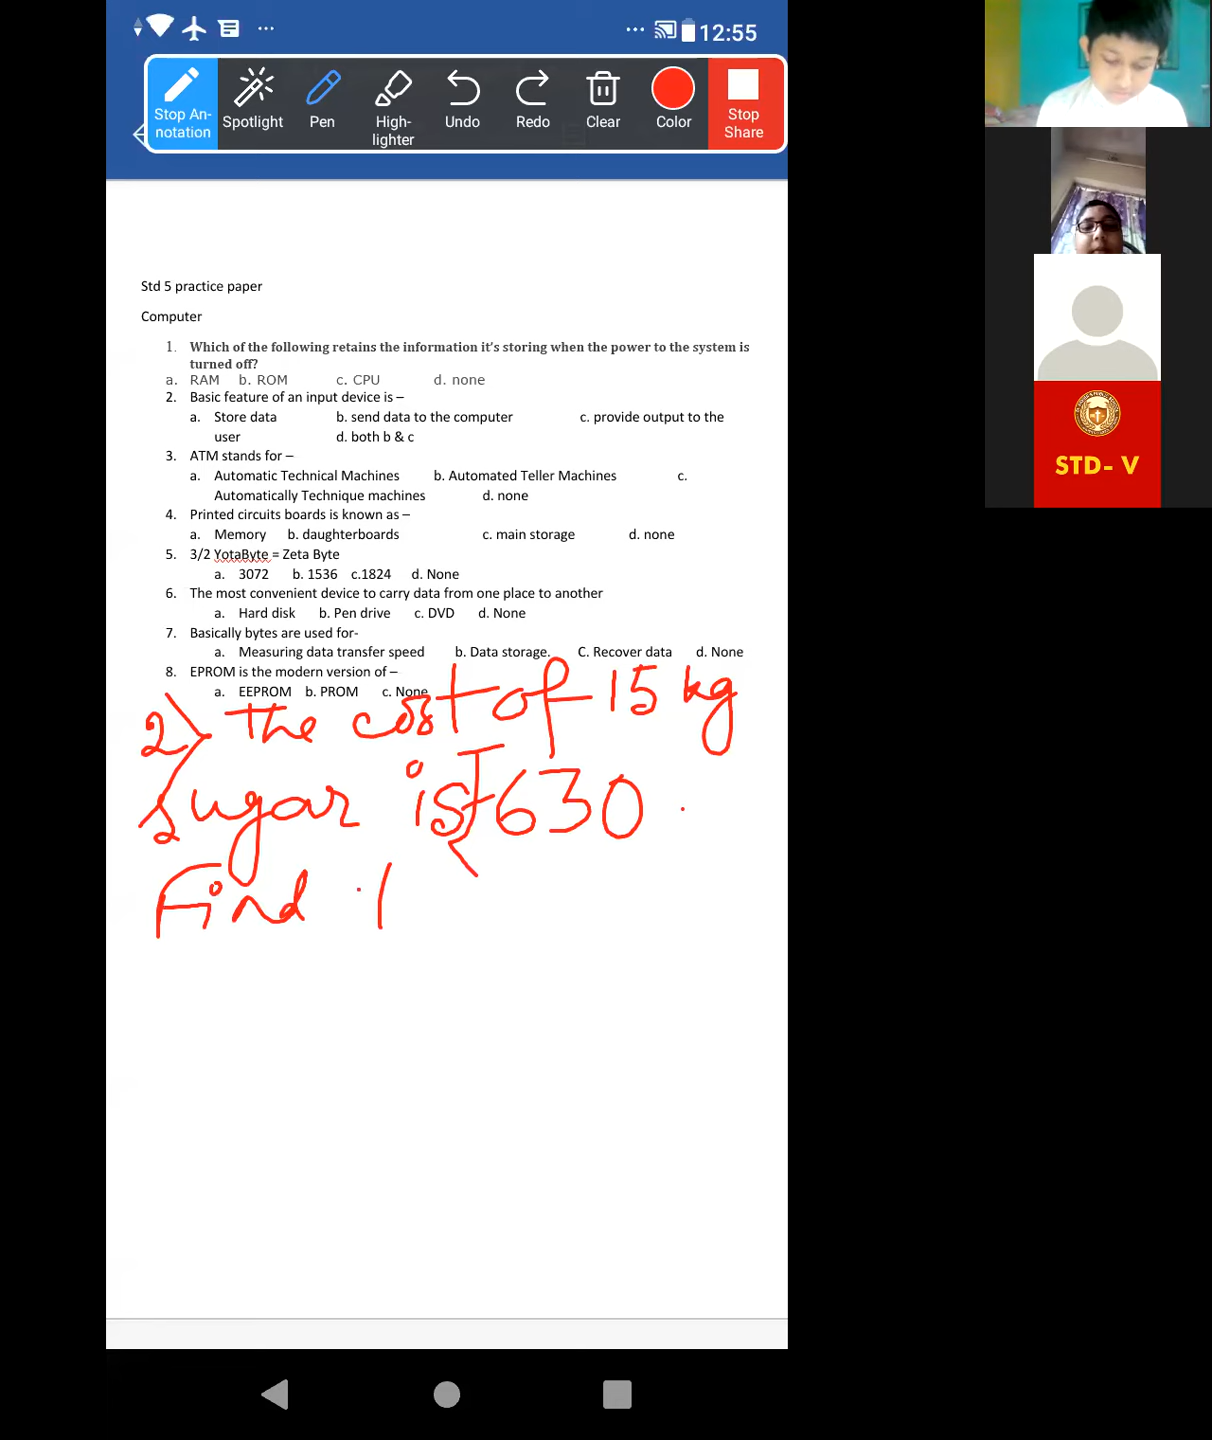 12:55
Stop An-
notation
Spotlight
Pen
High-
lighter
Undo
Redo
Clear
Color
Stop
Share
Std 5 practice paper
Computer
1. Which of the following retains the information it's storing when the power to the system is
turned off?
a. RAM b. ROM c. CPU d. none
2. Basic feature of an input device is –
a. Store data b. send data to the computer c. provide output to the
user d. both b & c
3. ATM stands for –
a. Automatic Technical Machines b. Automated Teller Machines c.
Automatically Technique machines d. none
4. Printed circuits boards is known as –
a. Memory b. daughterboards c. main storage d. none
5. 3/2 YotaByte = Zeta Byte
a. 3072 b. 1536 c.1824 d. None
6. The most convenient device to carry data from one place to another
a. Hard disk b. Pen drive c. DVD d. None
7. Basically bytes are used for-
a. Measuring data transfer speed b. Data storage. C. Recover data d. None
8. EPROM is the modern version of –
a. EEPROM b. PROM c. None
2) The cost of 15 kg
sugar is ₹630.
Find
STD- V